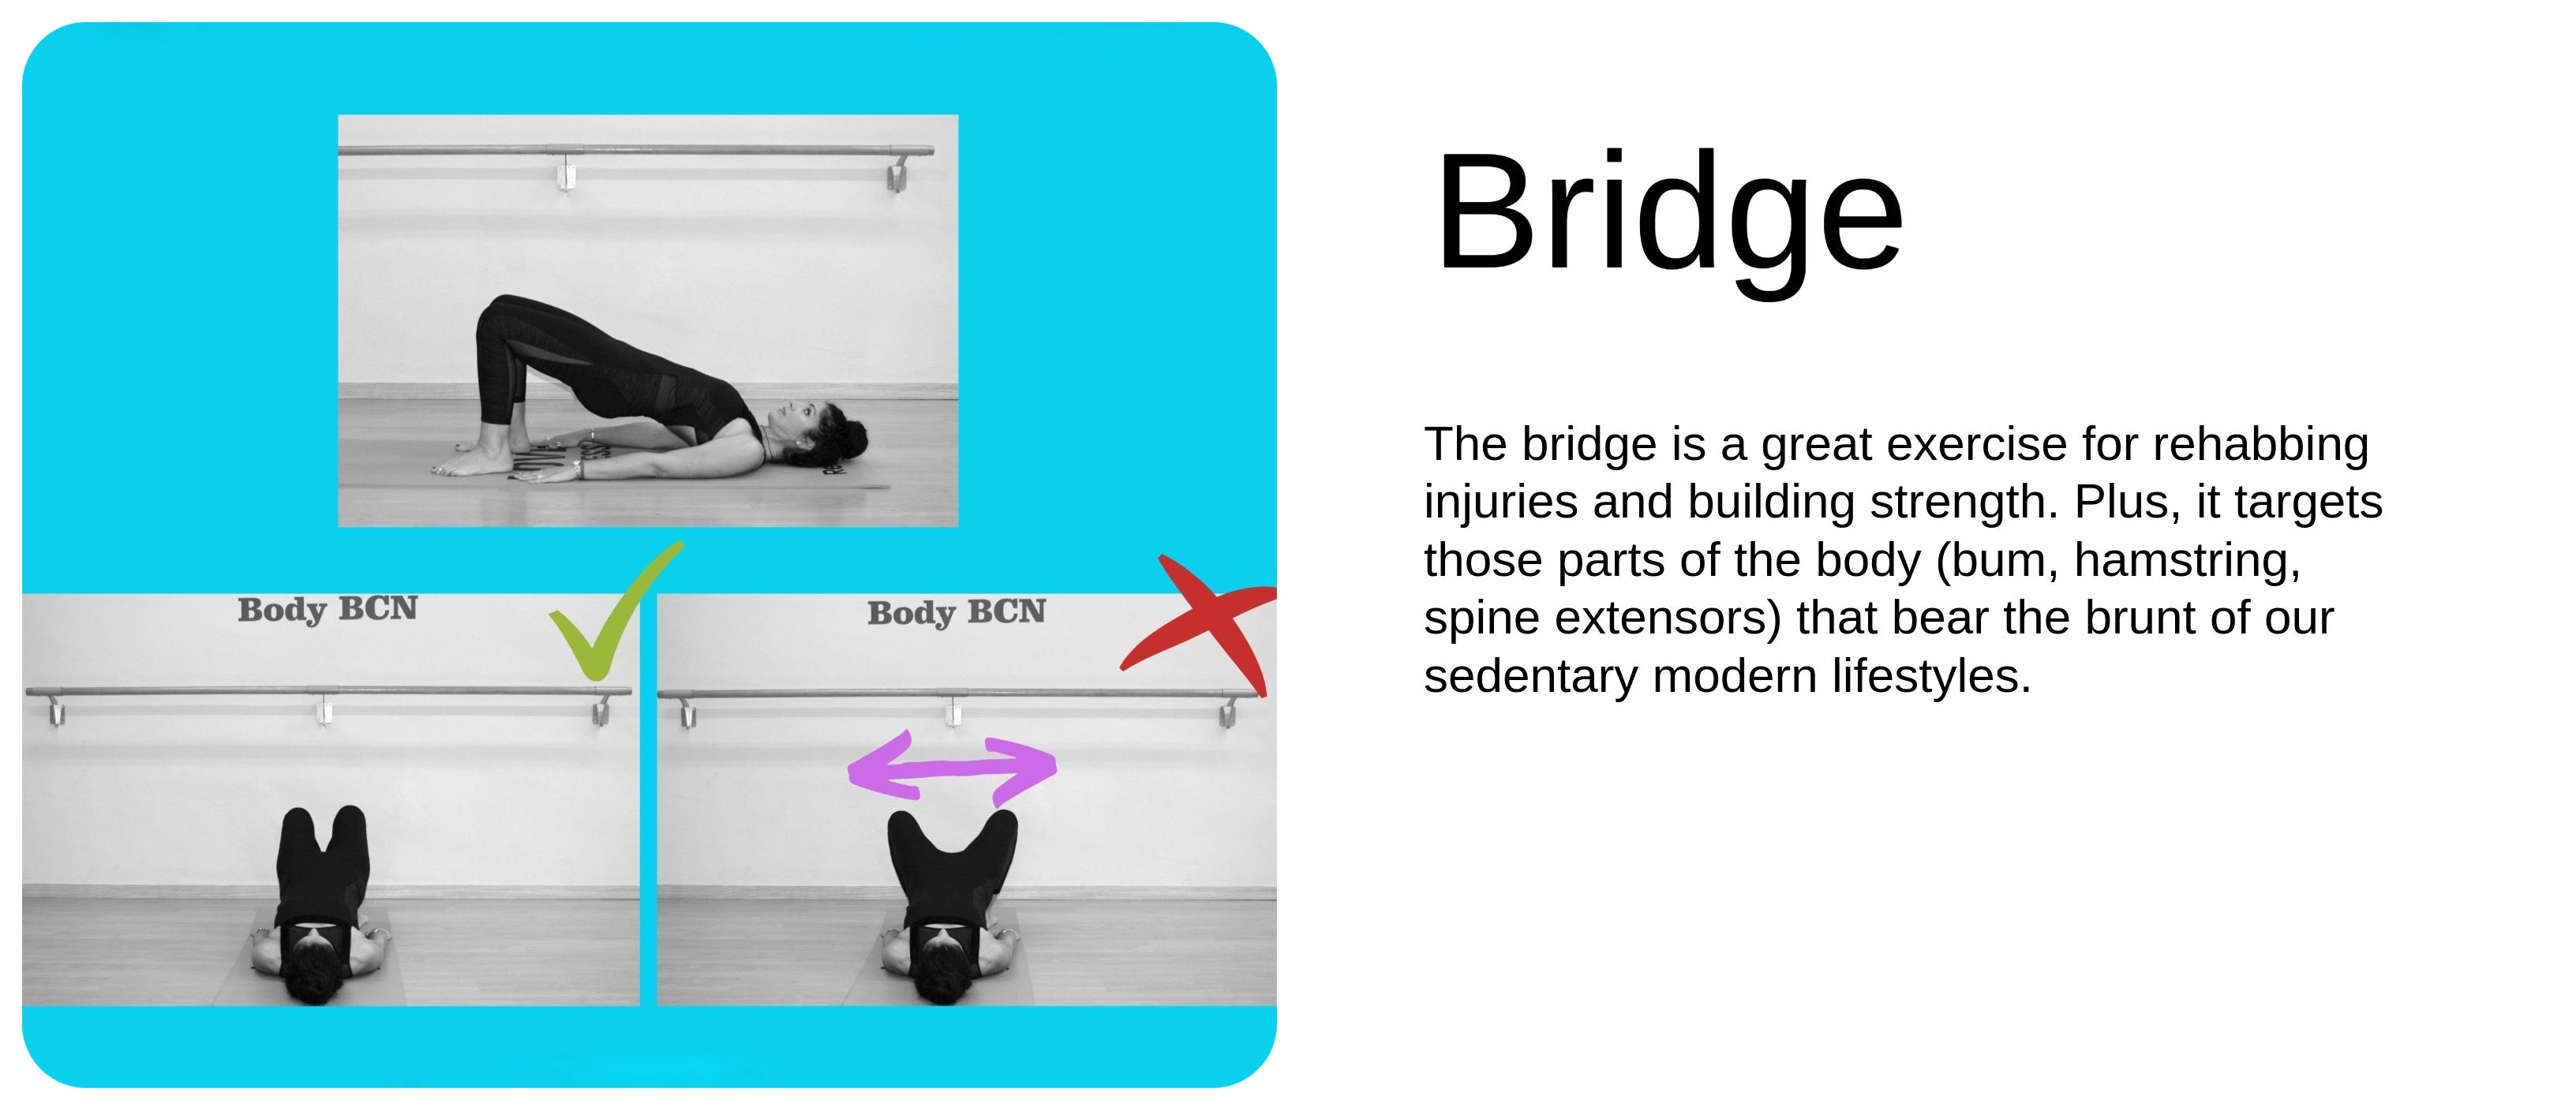 Bridge
The bridge is a great exercise for rehabbing
injuries and building strength. Plus, it targets
those parts of the body (bum, hamstring,
spine extensors) that bear the brunt of our
sedentary modern lifestyles.
Body BCN
Body BCN